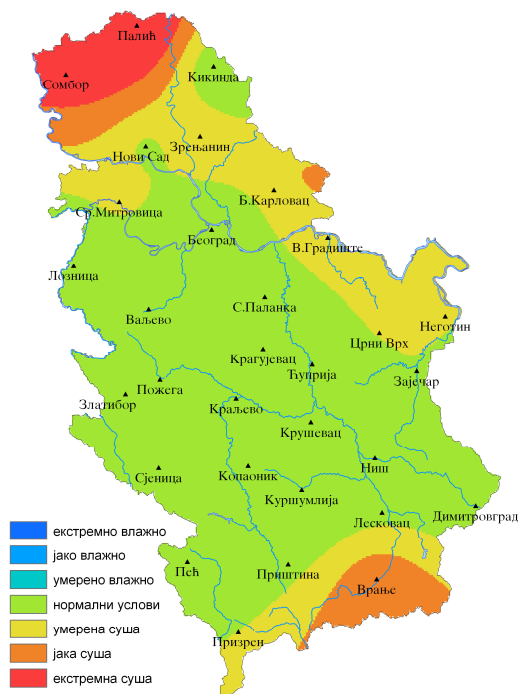 Палић
Сомбор
Кикинда
Зрењанин
Нови Сад
Б.Карловац
Ср.Митровица
Београд
В.Градиште
Лозница
С.Паланка
Ваљево
Неготин
Црни Врх
Крагујевац
Ћуприја
Зајечар
Пожега
Златибор
Краљево
Крушевац
Ниш
Сјеница
Копаоник
Куршумлија
Димитровград
Лесковац
Пећ
Приштина
Врање
Призрен
екстремно влажно
јако влажно
умерено влажно
нормални услови
умерена суша
јака суша
екстремна суша